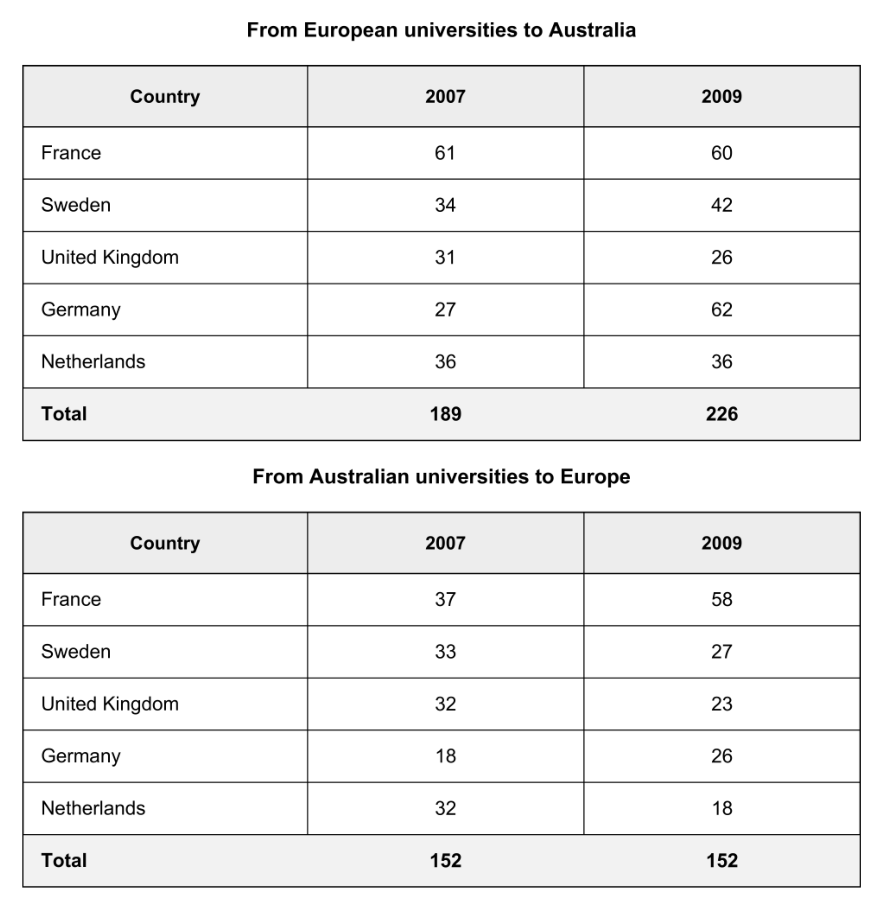 From European universities to Australia
Country 2007 2009
France 61 60
Sweden 34 42
United Kingdom 31 26
Germany 27 62
Netherlands 36 36
Total 189 226
From Australian universities to Europe
Country 2007 2009
France 37 58
Sweden 33 27
United Kingdom 32 23
Germany 18 26
Netherlands 32 18
Total 152 152